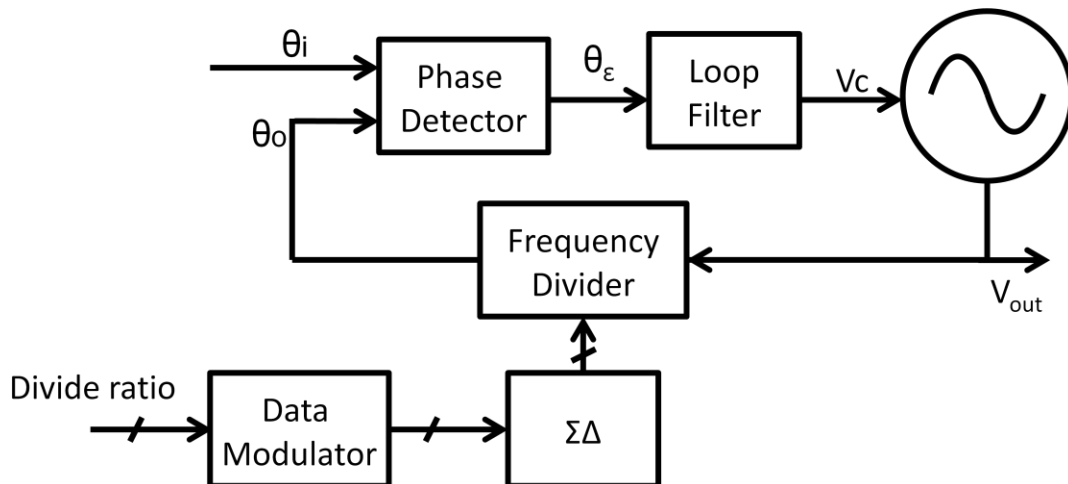 θi
Phase
Detector
θε
Loop
Filter
Vc
θo
Frequency
Divider
Vout
Divide ratio
Data
Modulator
ΣΔ